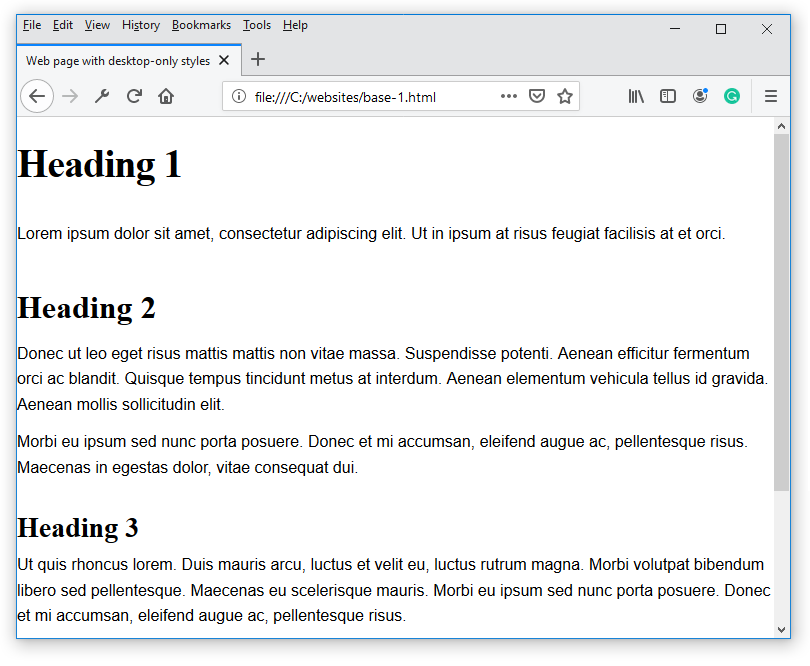 File Edit View History Bookmarks Tools Help
Web page with desktop-only styles
file:///C:/websites/base-1.html
Heading 1
Lorem ipsum dolor sit amet, consectetur adipiscing elit. Ut in ipsum at risus feugiat facilisis at et orci.
Heading 2
Donec ut leo eget risus mattis mattis non vitae massa. Suspendisse potenti. Aenean efficitur fermentum
orci ac blandit. Quisque tempus tincidunt metus at interdum. Aenean elementum vehicula tellus id gravida.
Aenean mollis sollicitudin elit.
Morbi eu ipsum sed nunc porta posuere. Donec et mi accumsan, eleifend augue ac, pellentesque risus.
Maecenas in egestas dolor, vitae consequat dui.
Heading 3
Ut quis rhoncus lorem. Duis mauris arcu, luctus et velit eu, luctus rutrum magna. Morbi volutpat bibendum
libero sed pellentesque. Maecenas eu scelerisque mauris. Morbi eu ipsum sed nunc porta posuere. Donec
et mi accumsan, eleifend augue ac, pellentesque risus.